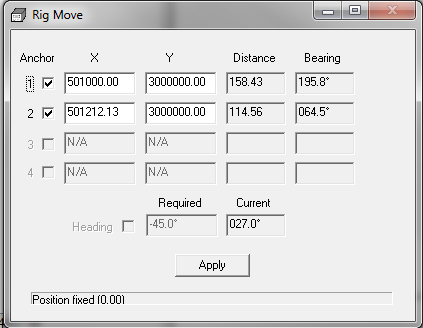 Rig Move
Anchor X Y Distance Bearing
1 501000.00 3000000.00 158.43 195.8°
2 501212.13 3000000.00 114.56 064.5°
3 N/A N/A
4 N/A N/A
Required Current
Heading -45.0° 027.0°
Apply
Position fixed (0.00)